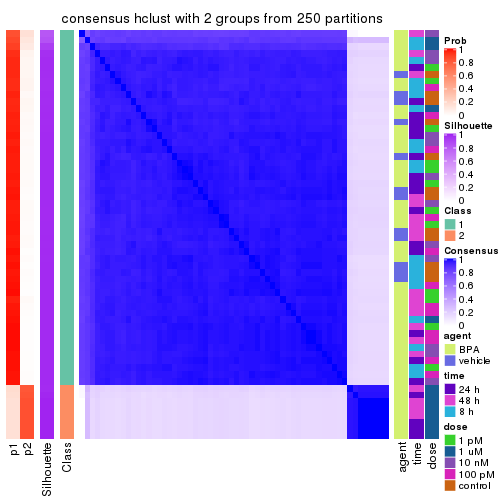 consensus hclust with 2 groups from 250 partitions
Prob
1
0.8
0.6
0.4
0.2
0
Silhouette
1
0.8
0.6
0.4
0.2
0
Class
1
2
Consensus
1
0.8
0.6
0.4
0.2
0
agent
BPA
vehicle
time
24 h
48 h
8 h
dose
1 pM
1 uM
10 nM
100 pM
control
p1
p2
Silhouette
Class
agent
time
dose